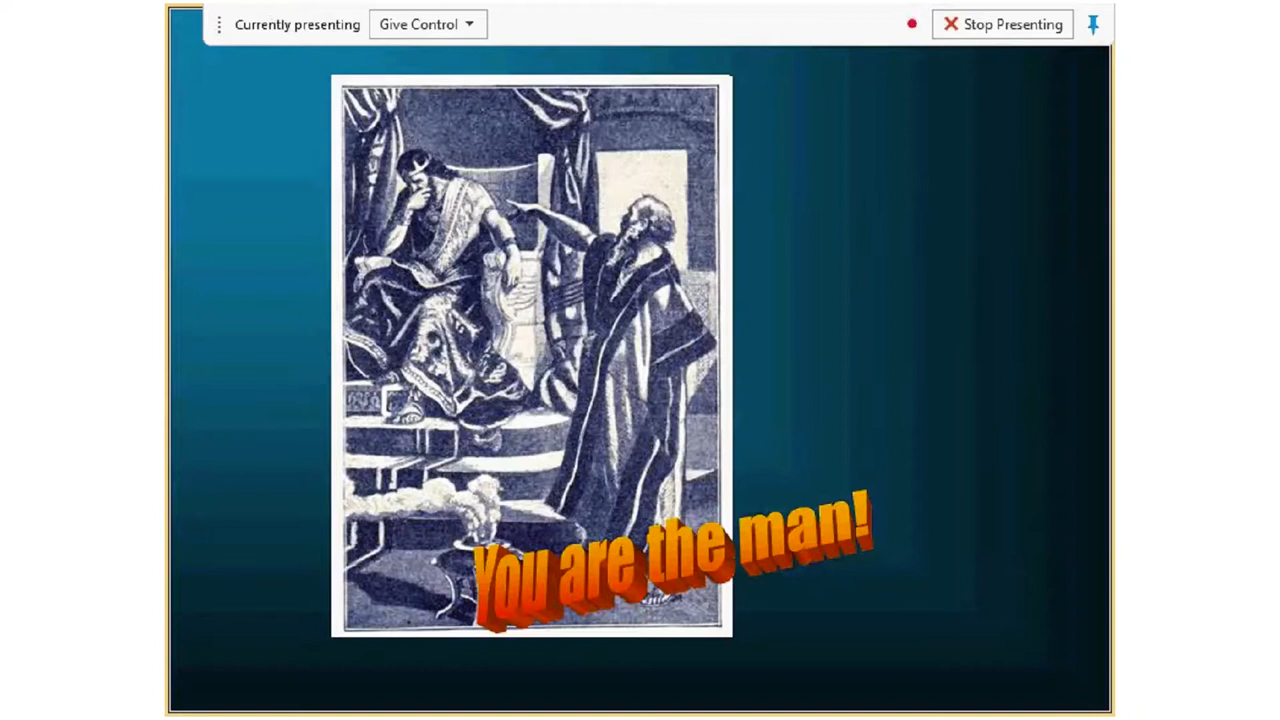 Currently presenting Give Control Stop Presenting
You are the man!